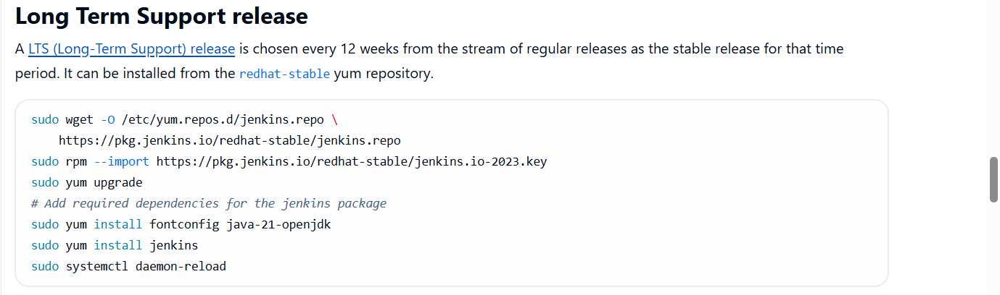 Long Term Support release
A LTS (Long-Term Support) release is chosen every 12 weeks from the stream of regular releases as the stable release for that time
period. It can be installed from the redhat-stable yum repository.
sudo wget -O /etc/yum.repos.d/jenkins.repo \
    https://pkg.jenkins.io/redhat-stable/jenkins.repo
sudo rpm --import https://pkg.jenkins.io/redhat-stable/jenkins.io-2023.key
sudo yum upgrade
# Add required dependencies for the jenkins package
sudo yum install fontconfig java-21-openjdk
sudo yum install jenkins
sudo systemctl daemon-reload